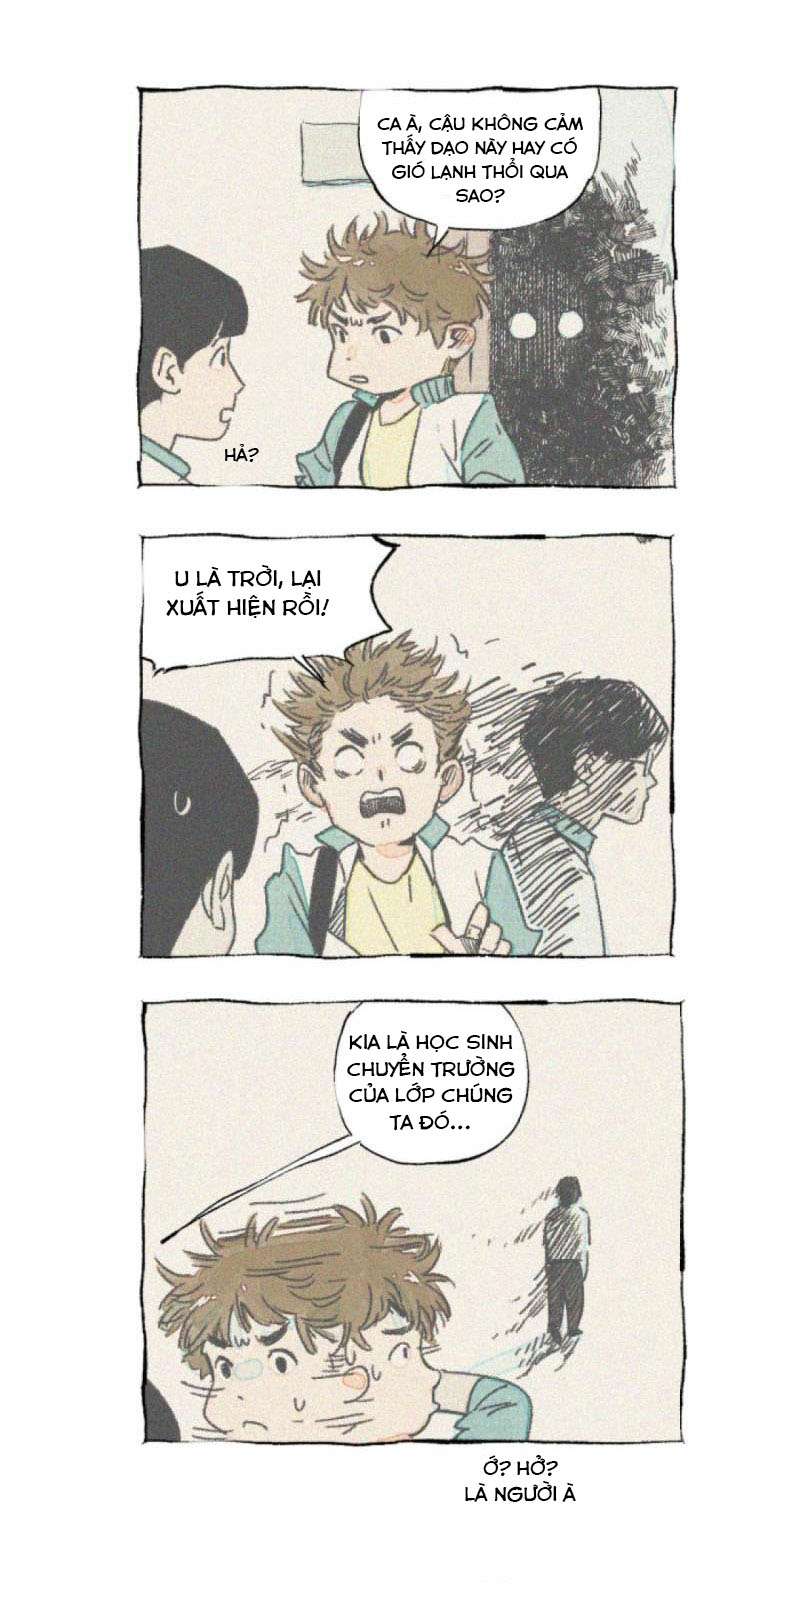 CA À, CẬU KHÔNG CẢM
THẤY DẠO NÀY HAY CÓ
GIÓ LẠNH THỔI QUA
SAO?
HẢ?
U LÀ TRỜI, LẠI
XUẤT HIỆN RỒI!
KIA LÀ HỌC SINH
CHUYỂN TRƯỜNG
CỦA LỚP CHÚNG
TA ĐÓ...
Ớ? HỞ?
LÀ NGƯỜI À